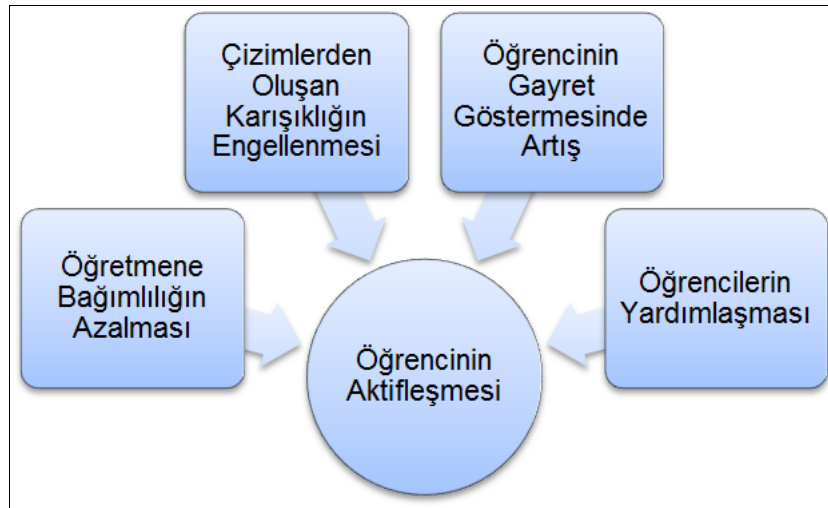 Çizimlerden
Oluşan
Karışıklığın
Engellenmesi
Öğrencinin
Gayret
Göstermesinde
Artış
Öğretmene
Bağımlılığın
Azalması
Öğrencilerin
Yardımlaşması
Öğrencinin
Aktifleşmesi